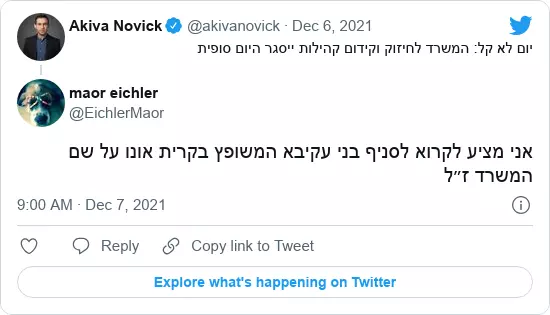 Akiva Novick @akivanovick · Dec 6, 2021
יום לא קל: המשרד לחיזוק וקידום קהילות ייסגר היום סופית
maor eichler
@EichlerMaor
אני מציע לקרוא לסניף בני עקיבא המשופץ בקרית אונו על שם
המשרד ז״ל
9:00 AM · Dec 7, 2021
Reply
Copy link to Tweet
Explore what's happening on Twitter